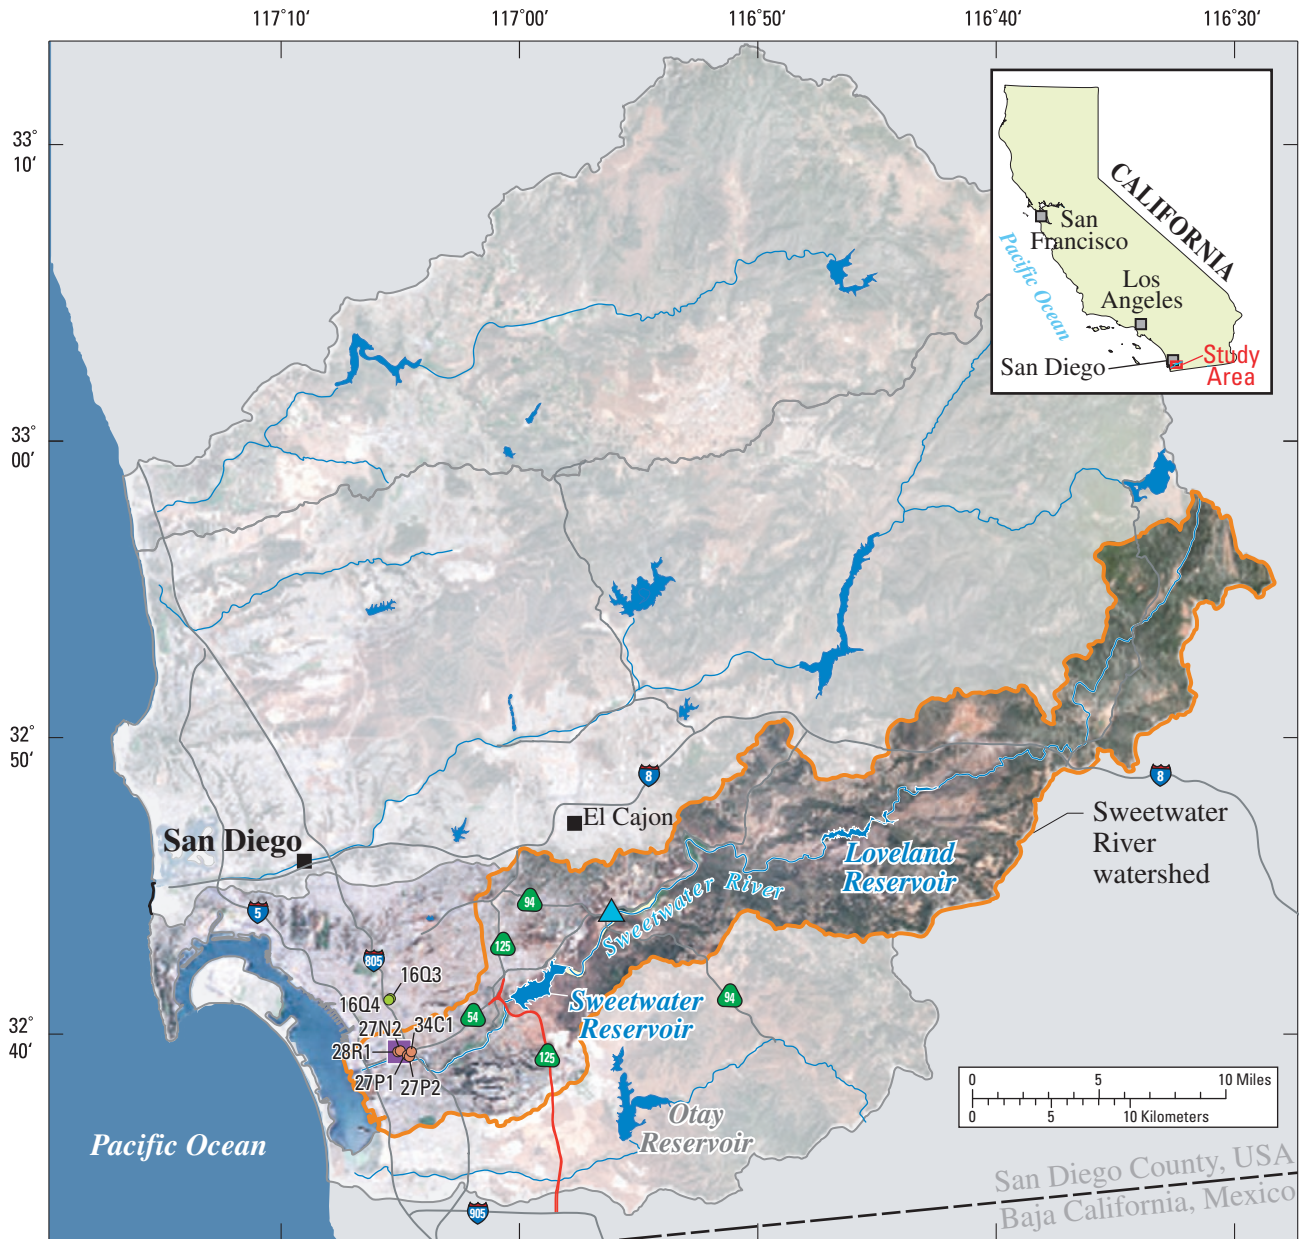 117° 10'
117° 00'
116° 50'
116° 40'
116° 30'
33°
10'
33°
00'
32°
50'
32°
40'
CALIFORNIA
San
Francisco
Pacific Ocean
Los
Angeles
San Diego
Study
Area
8
8
El Cajon
San Diego
Sweetwater
River
watershed
Loveland
Reservoir
Sweetwater River
94
5
125
805
16Q3
16Q4
94
Sweetwater
Reservoir
54
27N2
34C1
28R1
125
27P1
27P2
0 5 10 Miles
0 5 10 Kilometers
Otay
Reservoir
Pacific Ocean
San Diego County, USA
Baja California, Mexico
905